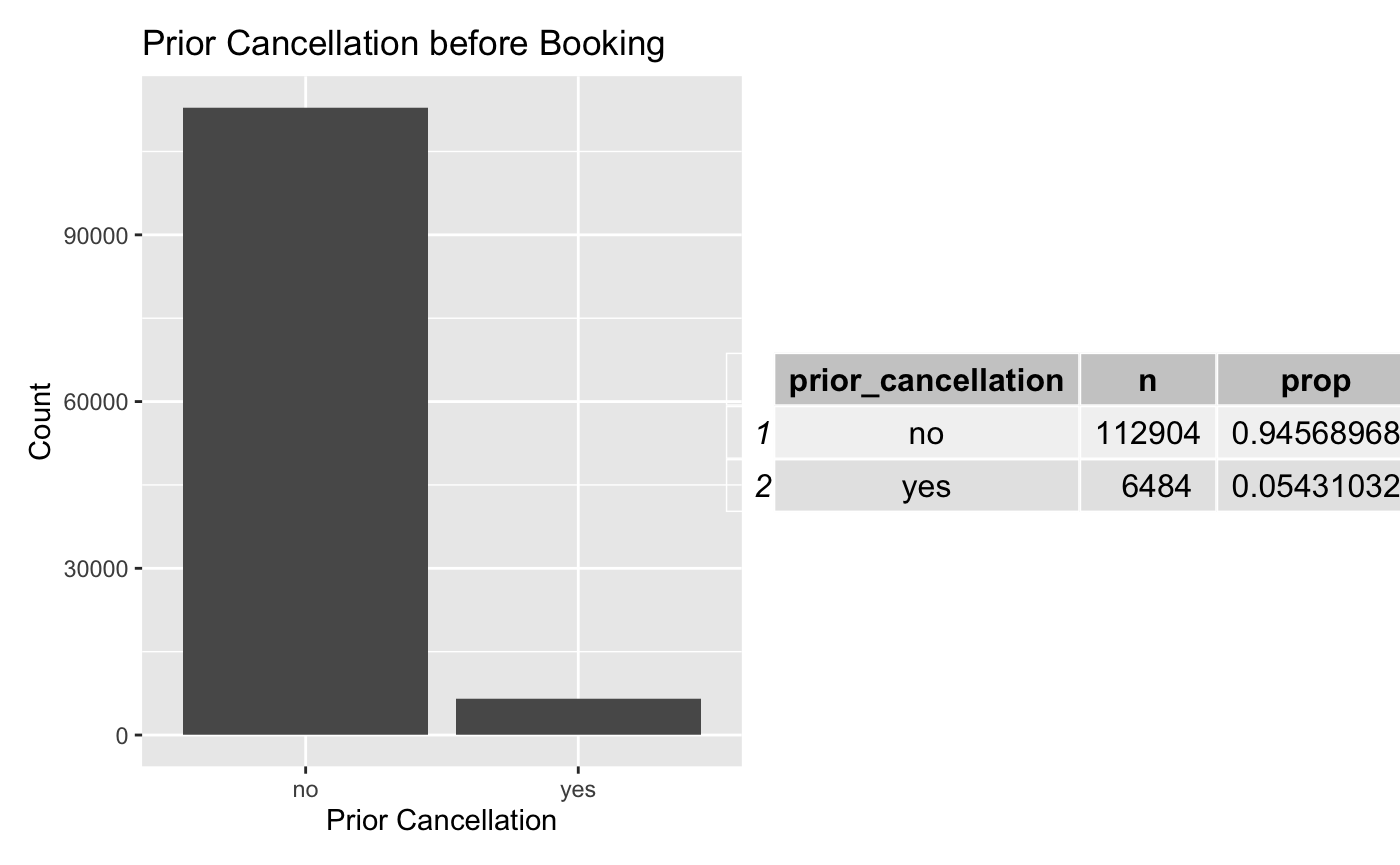 Prior Cancellation before Booking
Count
90000
60000
30000
0
no yes
Prior Cancellation
prior_cancellation n prop
1 no 112904 0.94568968
2 yes 6484 0.05431032